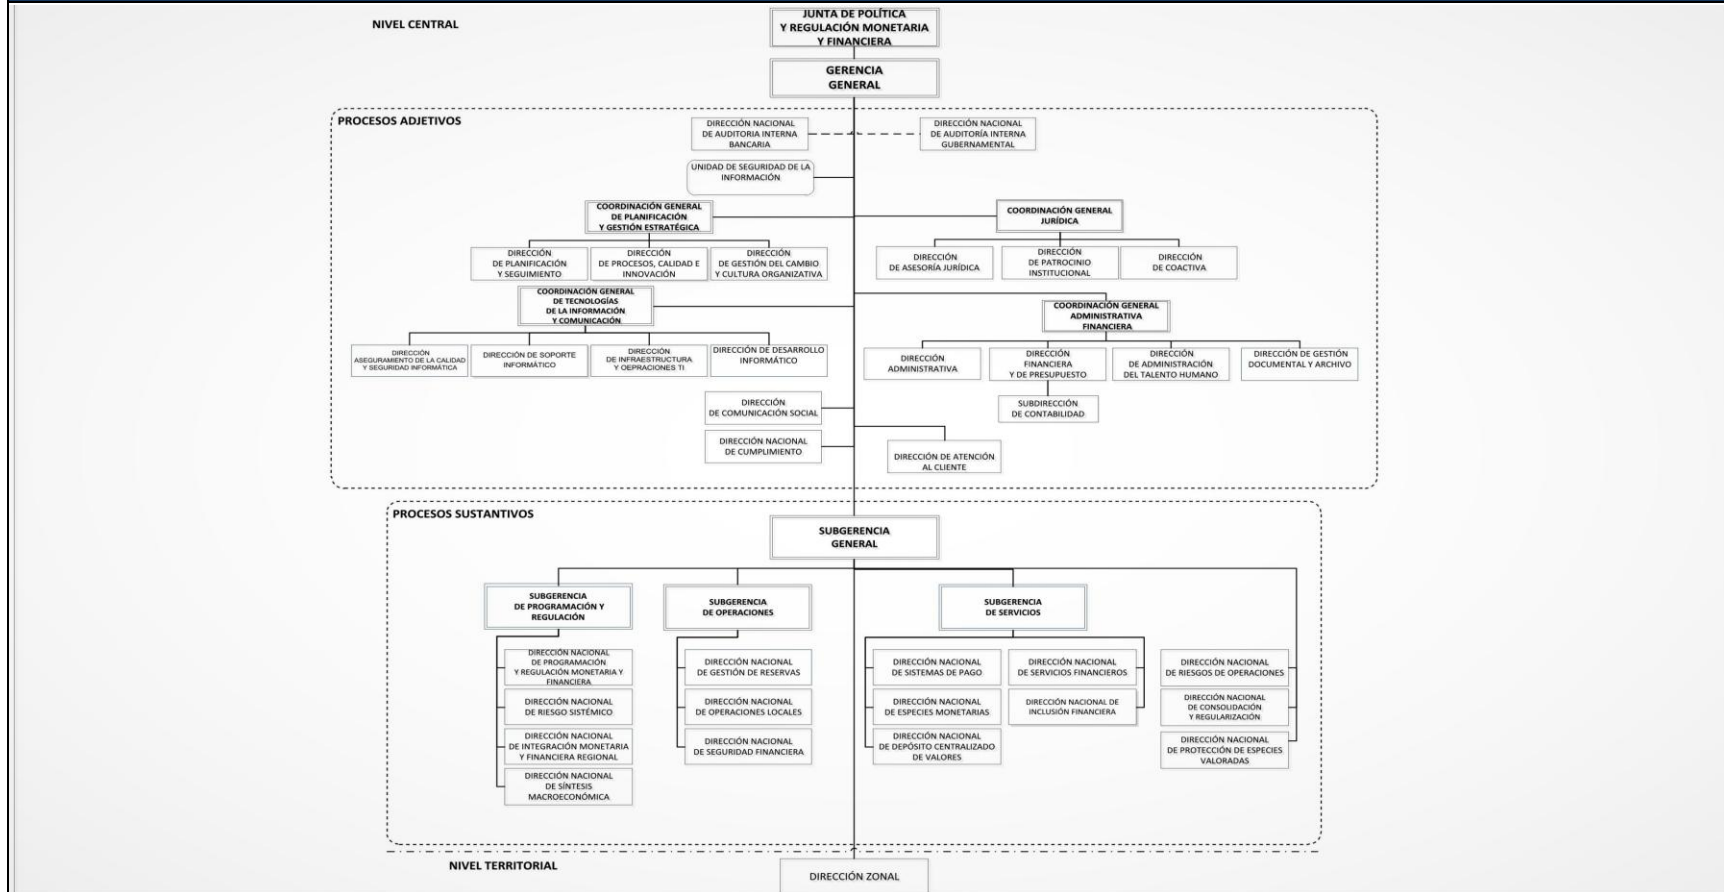 NIVEL CENTRAL
JUNTA DE POLÍTICA
Y REGULACIÓN MONETARIA
Y FINANCIERA
GERENCIA
GENERAL
PROCESOS ADJETIVOS
DIRECCIÓN NACIONAL
DE AUDITORIA INTERNA
BANCARIA
DIRECCIÓN NACIONAL
DE AUDITORÍA INTERNA
GUBERNAMENTAL
UNIDAD DE SEGURIDAD DE LA
INFORMACIÓN
COORDINACIÓN GENERAL
DE PLANIFICACIÓN
Y GESTIÓN ESTRATÉGICA
COORDINACIÓN GENERAL
JURÍDICA
DIRECCIÓN
DE PLANIFICACIÓN
Y SEGUIMIENTO
DIRECCIÓN
DE PROCESOS, CALIDAD E
INNOVACIÓN
DIRECCIÓN
DE GESTIÓN DEL CAMBIO
Y CULTURA ORGANIZATIVA
DIRECCIÓN
DE ASESORÍA JURÍDICA
DIRECCIÓN
DE PATROCINIO
INSTITUCIONAL
DIRECCIÓN
DE COACTIVA
COORDINACIÓN GENERAL
DE TECNOLOGÍAS
DE LA INFORMACIÓN
Y COMUNICACIÓN
COORDINACIÓN GENERAL
ADMINISTRATIVA
FINANCIERA
DIRECCIÓN
ASEGURAMIENTO DE LA CALIDAD
Y SEGURIDAD INFORMÁTICA
DIRECCIÓN DE SOPORTE
INFORMÁTICO
DIRECCIÓN
DE INFRAESTRUCTURA
Y OEPRACIONES TI
DIRECCIÓN DE DESARROLLO
INFORMÁTICO
DIRECCIÓN
ADMINISTRATIVA
DIRECCIÓN
FINANCIERA
Y DE PRESUPUESTO
DIRECCIÓN
DE ADMINISTRACIÓN
DEL TALENTO HUMANO
DIRECCIÓN DE GESTIÓN
DOCUMENTAL Y ARCHIVO
SUBDIRECCIÓN
DE CONTABILIDAD
DIRECCIÓN
DE COMUNICACIÓN SOCIAL
DIRECCIÓN NACIONAL
DE CUMPLIMIENTO
DIRECCIÓN DE ATENCIÓN
AL CLIENTE
PROCESOS SUSTANTIVOS
SUBGERENCIA
GENERAL
SUBGERENCIA
DE PROGRAMACIÓN Y
REGULACIÓN
SUBGERENCIA
DE OPERACIONES
SUBGERENCIA
DE SERVICIOS
DIRECCIÓN NACIONAL
DE PROGRAMACIÓN
Y REGULACIÓN MONETARIA Y
FINANCIERA
DIRECCIÓN NACIONAL
DE RIESGO SISTÉMICO
DIRECCIÓN NACIONAL
DE INTEGRACIÓN MONETARIA
Y FINANCIERA REGIONAL
DIRECCIÓN NACIONAL
DE SÍNTESIS
MACROECONÓMICA
DIRECCIÓN NACIONAL
DE GESTIÓN DE RESERVAS
DIRECCIÓN NACIONAL
DE OPERACIONES LOCALES
DIRECCIÓN NACIONAL
DE SEGURIDAD FINANCIERA
DIRECCIÓN NACIONAL
DE SISTEMAS DE PAGO
DIRECCIÓN NACIONAL
DE ESPECIES MONETARIAS
DIRECCIÓN NACIONAL
DE DEPÓSITO CENTRALIZADO
DE VALORES
DIRECCIÓN NACIONAL
DE SERVICIOS FINANCIEROS
DIRECCIÓN NACIONAL DE
INCLUSIÓN FINANCIERA
DIRECCIÓN NACIONAL
DE RIESGOS DE OPERACIONES
DIRECCIÓN NACIONAL
DE CONSOLIDACIÓN
Y REGULARIZACIÓN
DIRECCIÓN NACIONAL
DE PROTECCIÓN DE ESPECIES
VALORADAS
NIVEL TERRITORIAL
DIRECCIÓN ZONAL